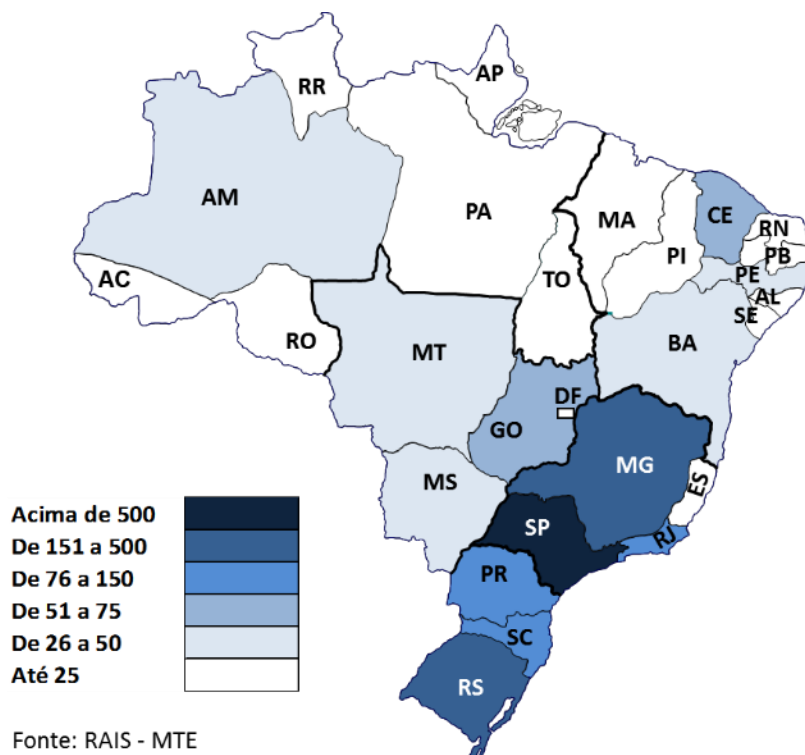 RR
AP
AM
PA
MA
CE
RN
PB
PI
PE
AL
SE
AC
TO
RO
MT
BA
DF
GO
MG
ES
MS
SP
RJ
PR
SC
RS
Acima de 500
De 151 a 500
De 76 a 150
De 51 a 75
De 26 a 50
Até 25
Fonte: RAIS - MTE